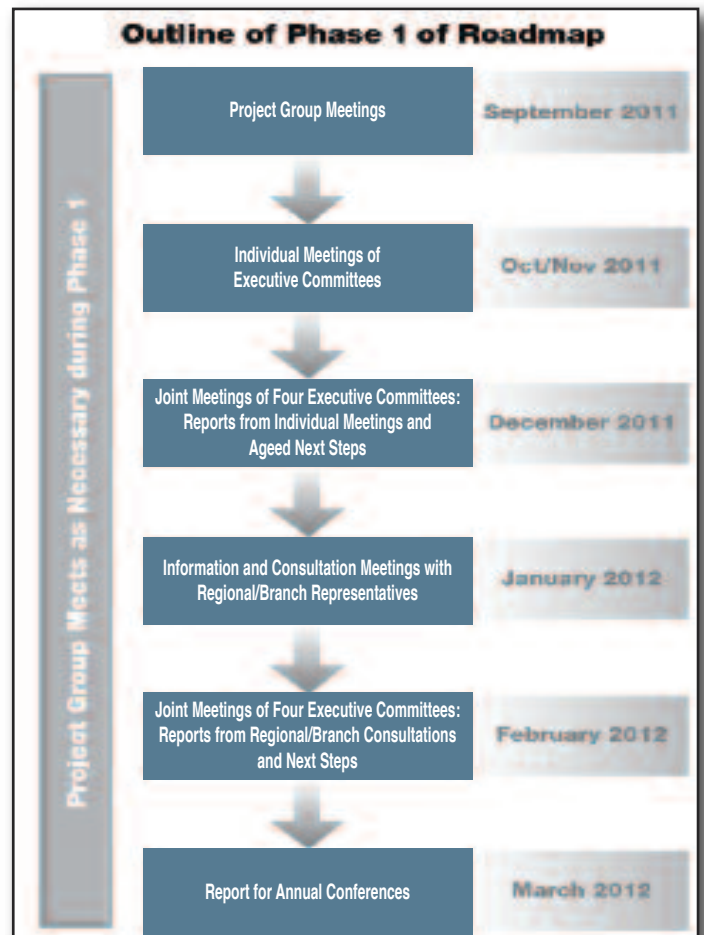 Outline of Phase 1 of Roadmap
Project Group Meets as Necessary during Phase 1
Project Group Meetings
September 2011
Individual Meetings of
Executive Committees
Oct/Nov 2011
Joint Meetings of Four Executive Committees:
Reports from Individual Meetings and
Ageed Next Steps
December 2011
Information and Consultation Meetings with
Regional/Branch Representatives
January 2012
Joint Meetings of Four Executive Committees:
Reports from Regional/Branch Consultations
and Next Steps
February 2012
Report for Annual Conferences
March 2012